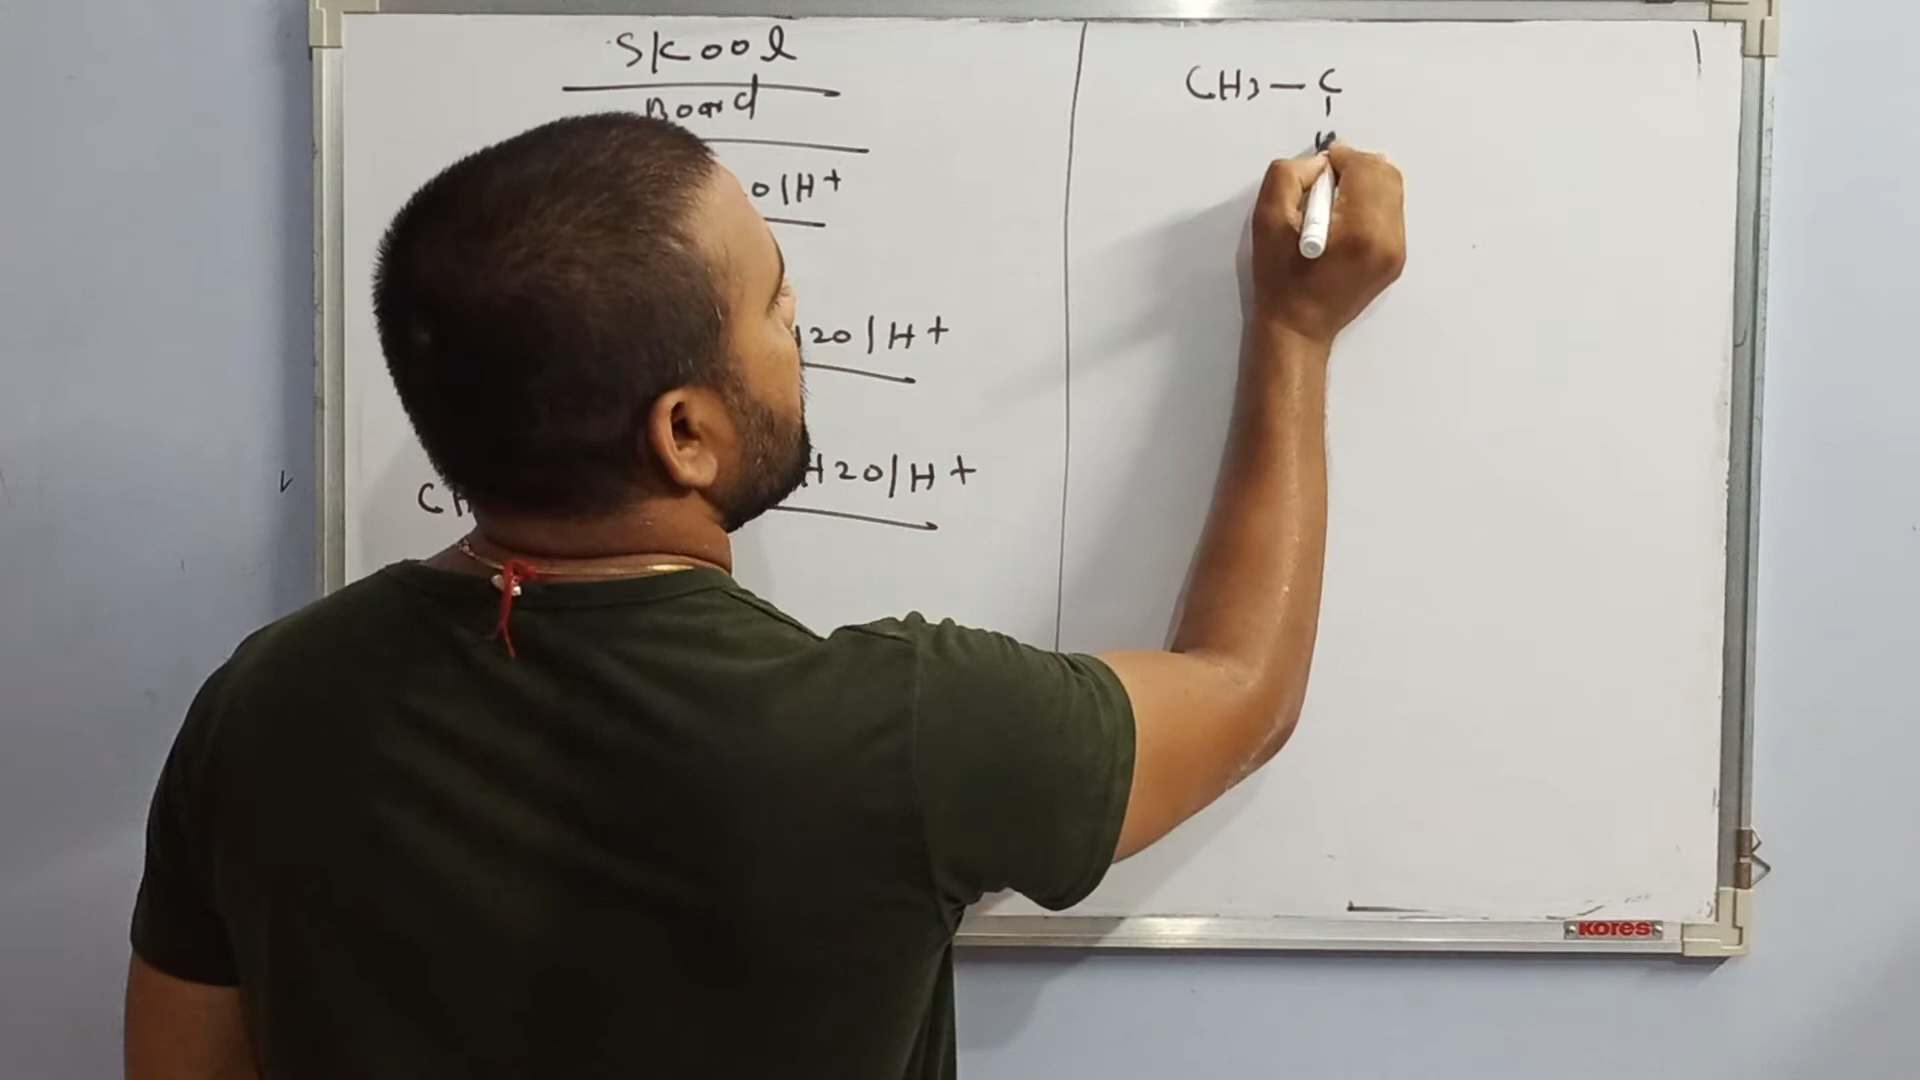 Skool
Board
O/H+
H2O/H+
H2O/H+
CH
CH3-C
H
KORES